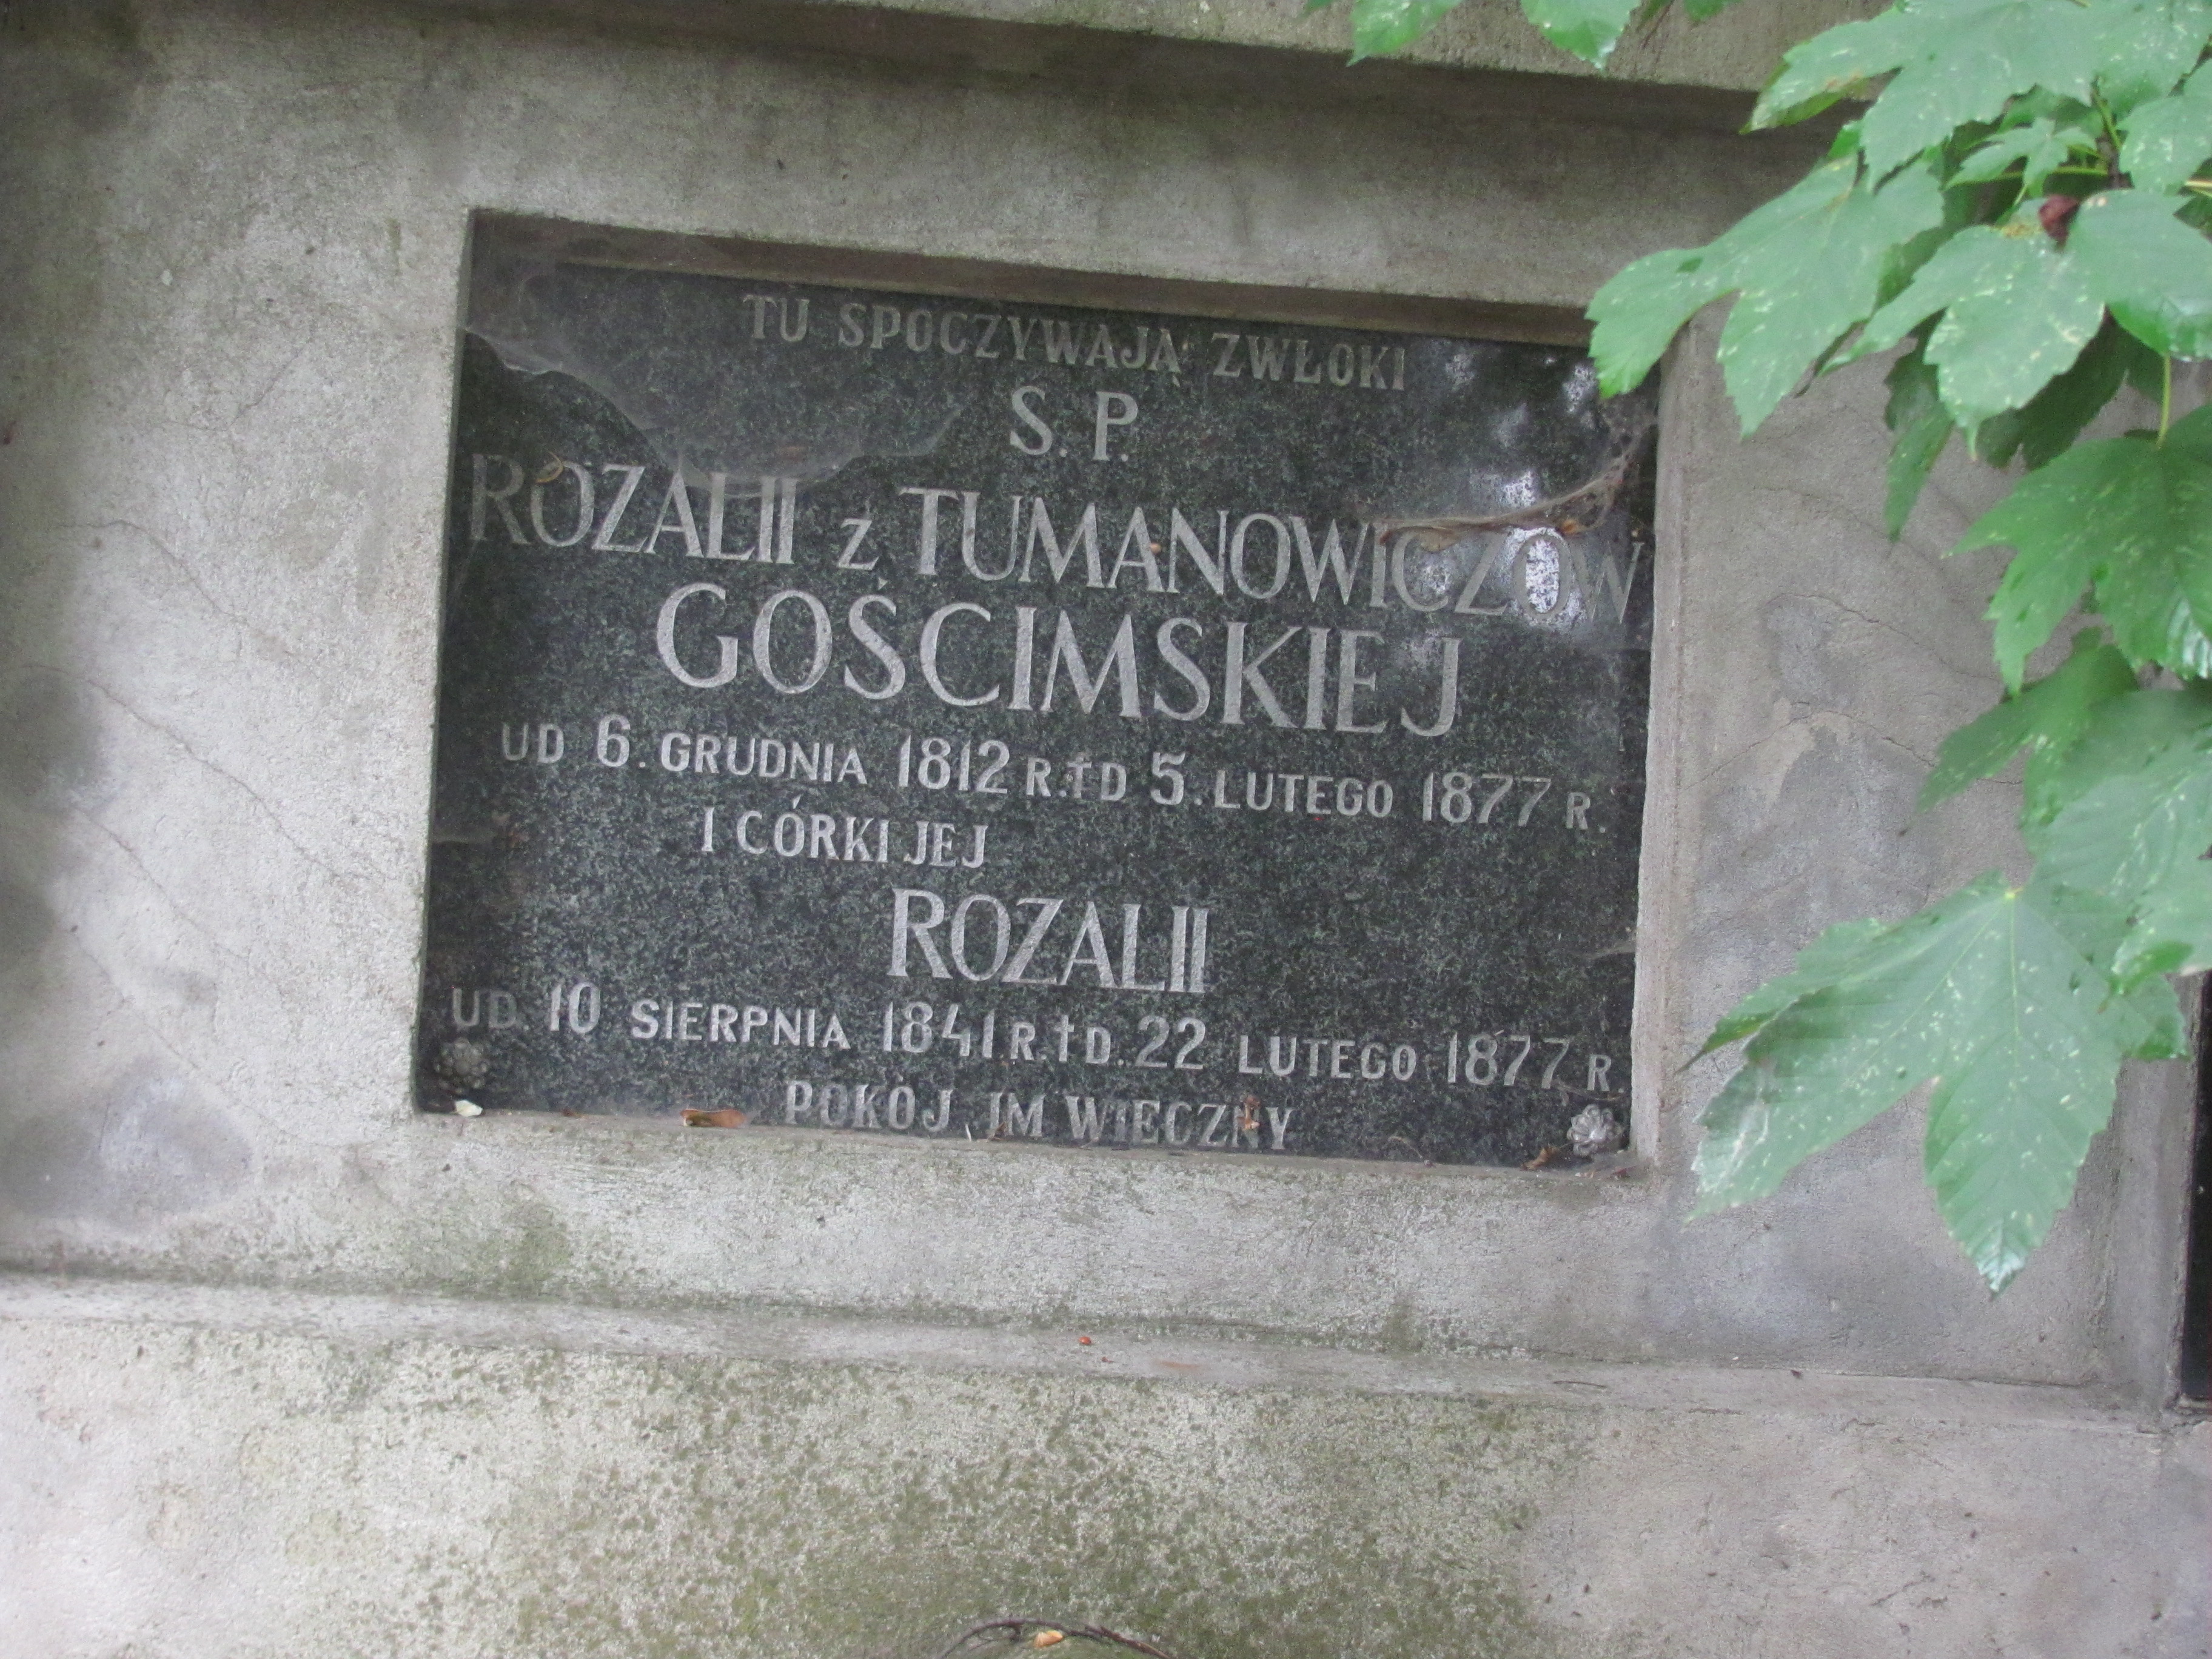 TU SPOCZYWAJĄ ZWŁOKI
S. P.
ROZALII z TUMANOWICZÓW
GOŚCIMSKIEJ
UD 6. GRUDNIA 1812 R. † D 5. LUTEGO 1877 R.
I CÓRKI JEJ
ROZALII
UD. 10 SIERPNIA 1841 R. † D. 22 LUTEGO 1877 R.
POKÓJ IM WIECZNY